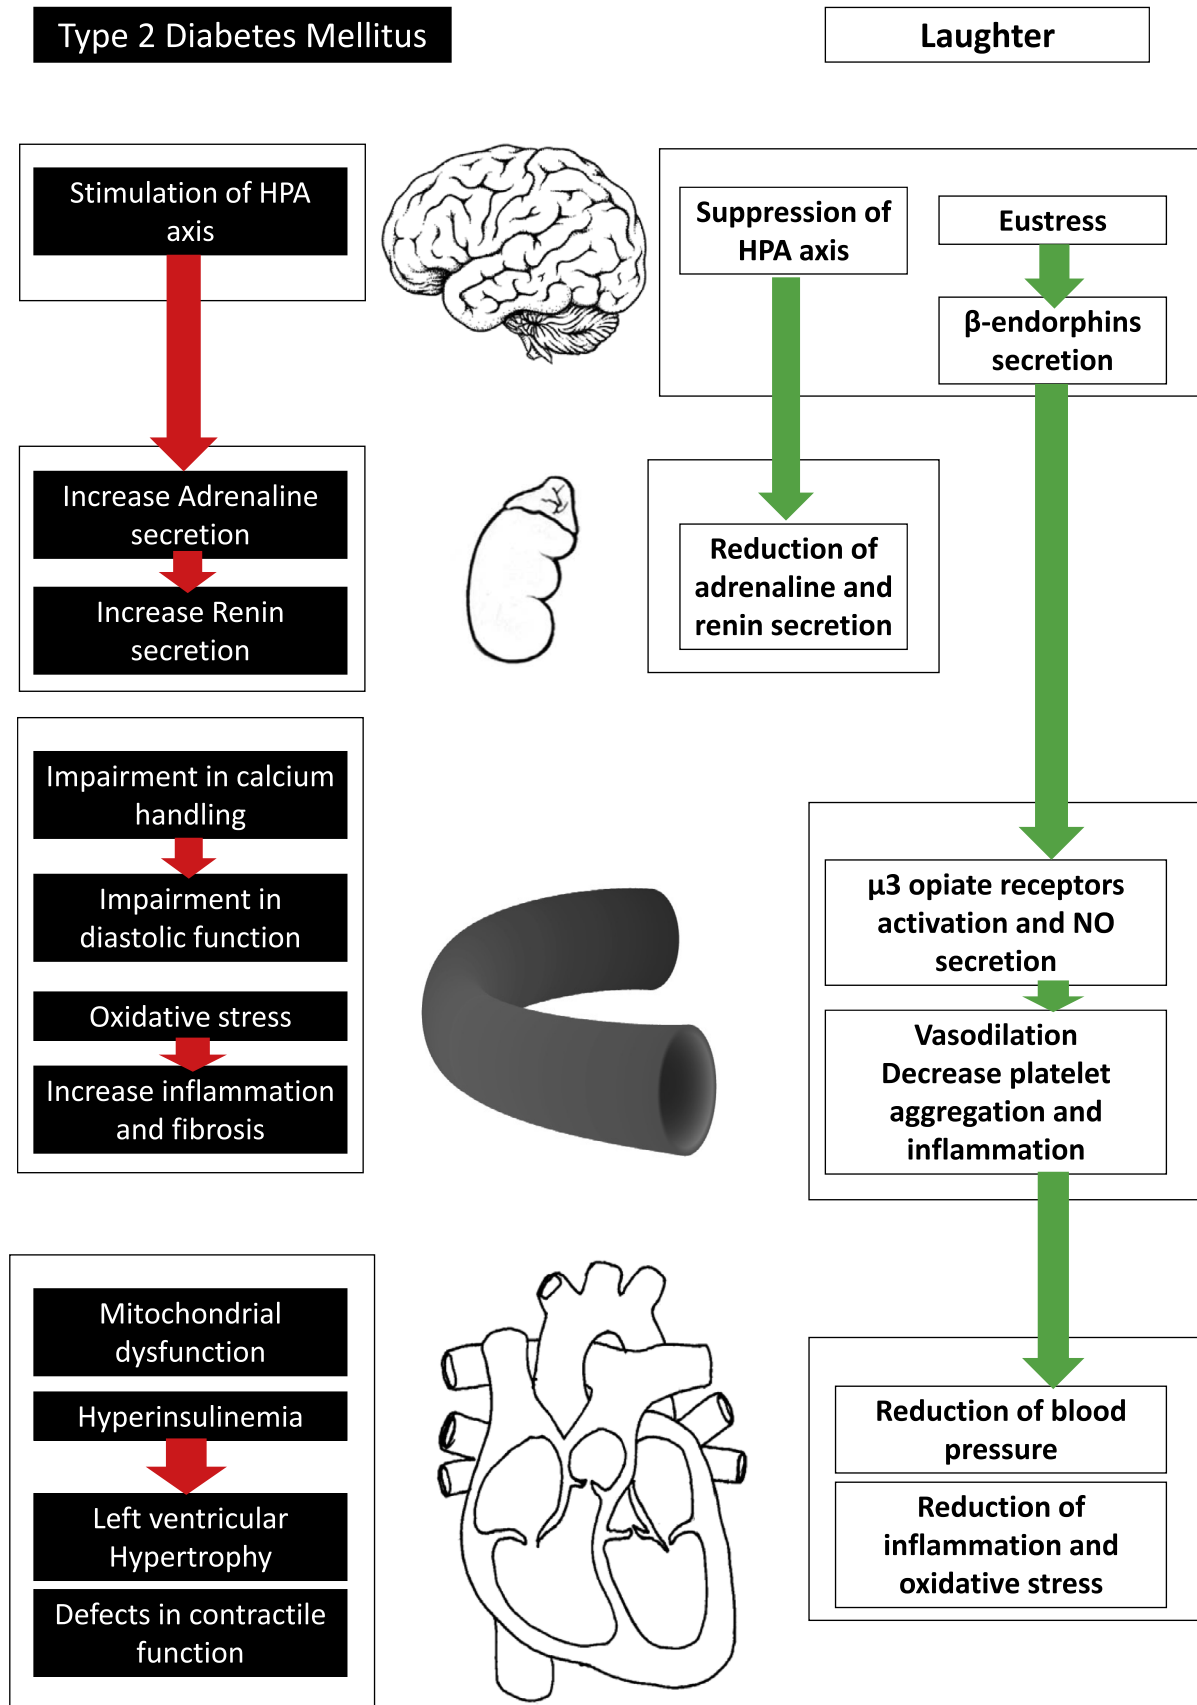 Type 2 Diabetes Mellitus
Laughter
Stimulation of HPA
axis
Suppression of
HPA axis
Eustress
β-endorphins
secretion
Increase Adrenaline
secretion
Increase Renin
secretion
Reduction of
adrenaline and
renin secretion
Impairment in calcium
handling
Impairment in
diastolic function
Oxidative stress
Increase inflammation
and fibrosis
μ3 opiate receptors
activation and NO
secretion
Vasodilation
Decrease platelet
aggregation and
inflammation
Mitochondrial
dysfunction
Hyperinsulinemia
Left ventricular
Hypertrophy
Defects in contractile
function
Reduction of blood
pressure
Reduction of
inflammation and
oxidative stress